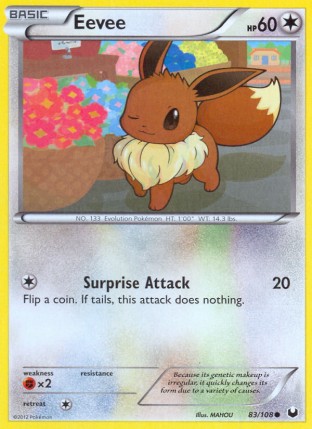 BASIC
Eevee
HP60
NO. 133 Evolution Pokémon HT. 1'00" WT. 14.3 lbs.
Surprise Attack 20
Flip a coin. If tails, this attack does nothing.
weakness resistance
×2
Because its genetic makeup is
irregular, it quickly changes its
form due to a variety of causes.
retreat
©2012 Pokémon
Illus. MAHOU
83/108